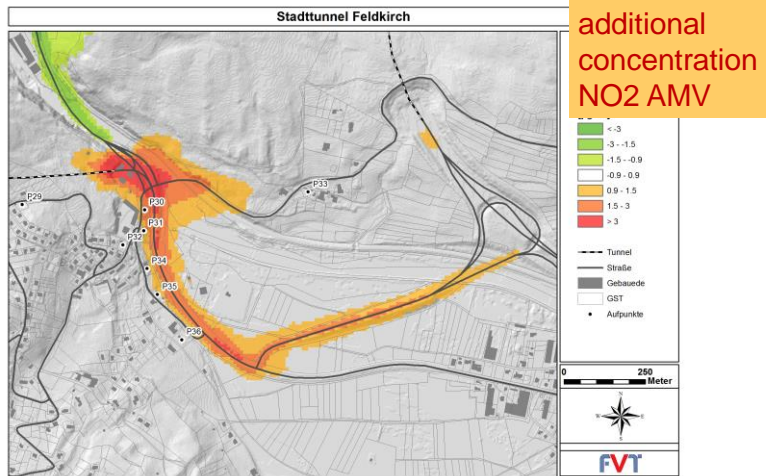 Stadttunnel Feldkirch
additional
concentration
NO2 AMV
< -3
-3 - -1.5
-1.5 - -0.9
-0.9 - 0.9
0.9 - 1.5
1.5 - 3
> 3
Tunnel
Straße
Gebaeude
GST
Aufpunkte
P29
P33
P30
P31
P32
P34
P35
P36
0 250
Meter
N
W E
S
FVT